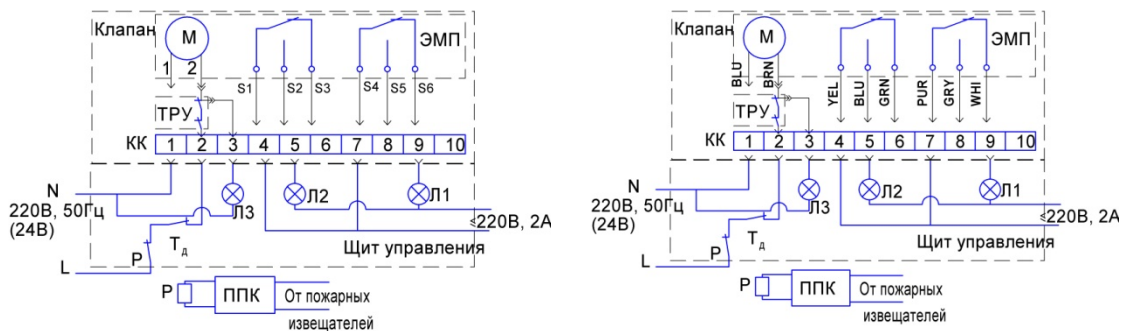 Клапан
М
ЭМП
1 2
S1 S2 S3 S4 S5 S6
ТРУ
КК 1 2 3 4 5 6 7 8 9 10
N
220В, 50Гц
(24В)
Л3
Л2
Л1
≤220В, 2А
Тд
Щит управления
Р
L
Р
ППК
От пожарных
извещателей
Клапан
М
ЭМП
BLU BRN YEL BLU GRN PUR GRY WHI
ТРУ
КК 1 2 3 4 5 6 7 8 9 10
N
220В, 50Гц
(24В)
Л3
Л2
Л1
≤220В, 2А
Тд
Щит управления
Р
L
Р
ППК
От пожарных
извещателей